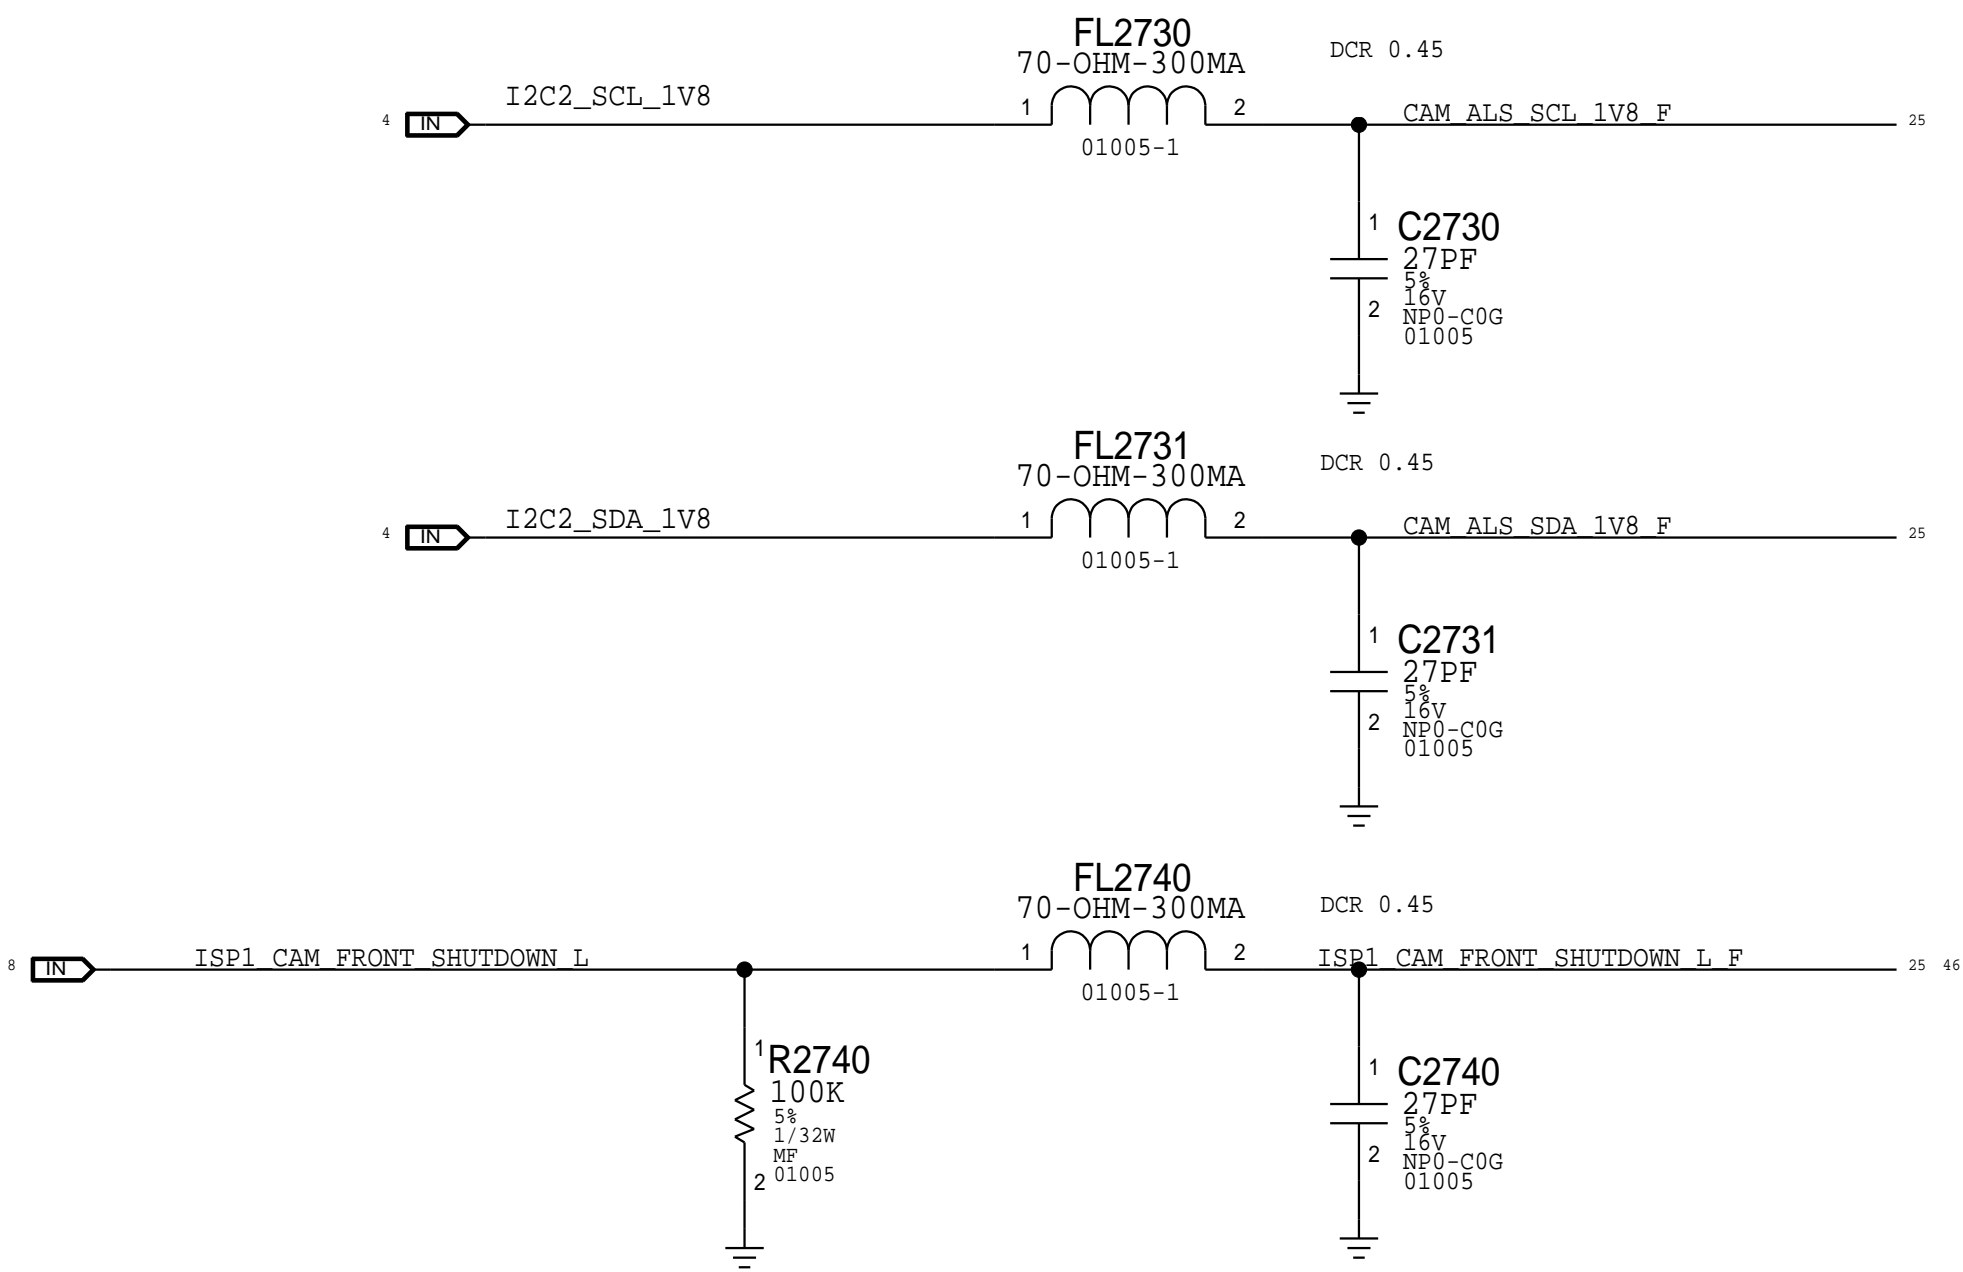 FL2730
70-OHM-300MA
DCR 0.45
I2C2_SCL_1V8
4 IN
1
2
CAM_ALS_SCL_1V8_F
25
01005-1
1
C2730
27PF
5%
16V
2
NP0-C0G
01005
FL2731
70-OHM-300MA
DCR 0.45
I2C2_SDA_1V8
4 IN
1
2
CAM_ALS_SDA_1V8_F
25
01005-1
1
C2731
27PF
5%
16V
2
NP0-C0G
01005
FL2740
70-OHM-300MA
DCR 0.45
8 IN
ISP1_CAM_FRONT_SHUTDOWN_L
1
2
ISP1_CAM_FRONT_SHUTDOWN_L_F
25 46
01005-1
1
R2740
100K
5%
1/32W
MF
2
01005
1
C2740
27PF
5%
16V
2
NP0-C0G
01005